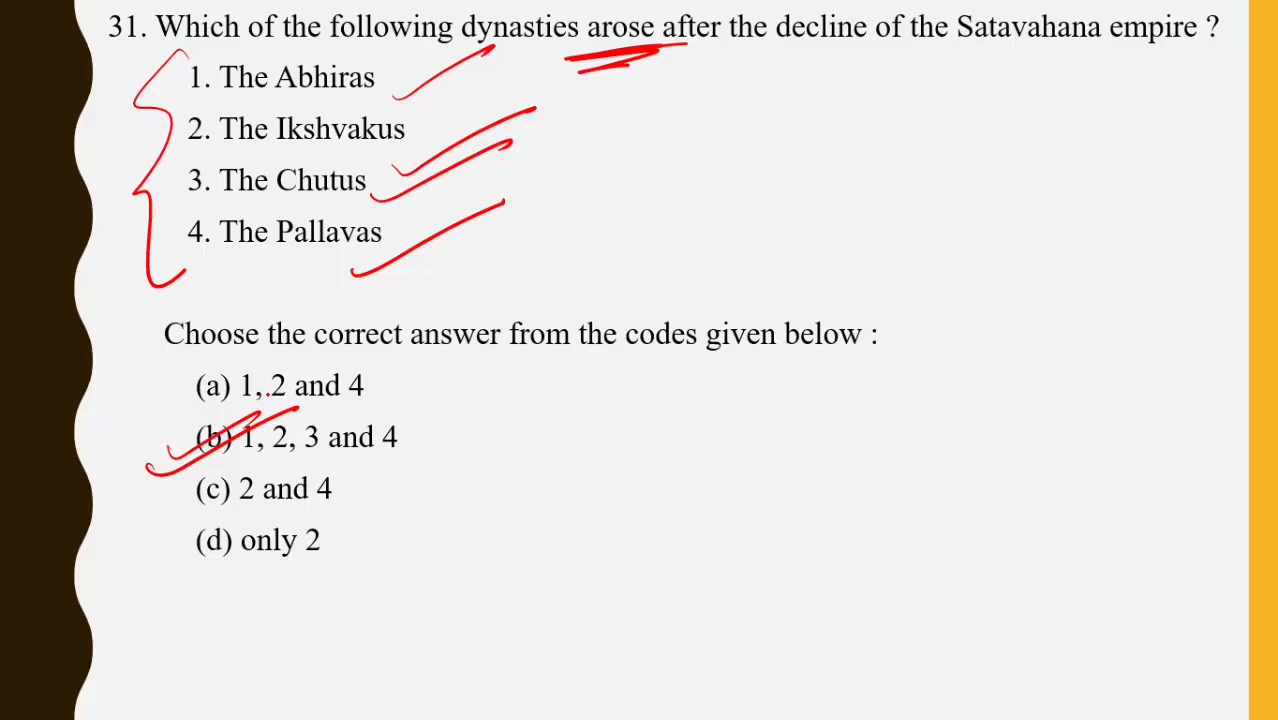 31. Which of the following dynasties arose after the decline of the Satavahana empire ?
1. The Abhiras
2. The Ikshvakus
3. The Chutus
4. The Pallavas
Choose the correct answer from the codes given below :
(a) 1, 2 and 4
(b) 1, 2, 3 and 4
(c) 2 and 4
(d) only 2